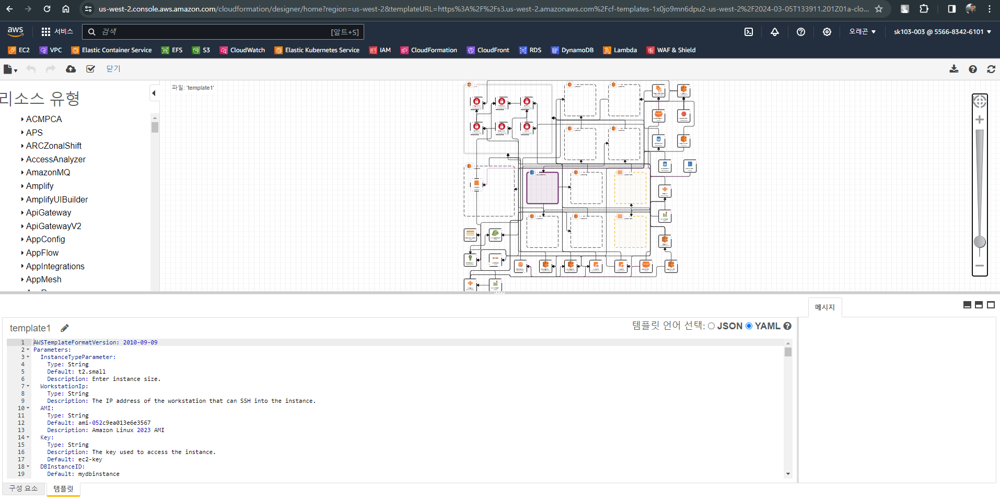 us-west-2.console.aws.amazon.com/cloudformation/designer/home?region=us-west-2&templateURL=https%3A%2F%2Fs3.us-west-2.amazonaws.com%2Fcf-templates-1x0jo9mn6dpu2-us-west-2%2F2024-03-05T133911.201Z01a-clo...
aws 서비스 검색 [알트+S] 오레곤 ▼ sk103-003 @ 5566-8342-6101 ▼
EC2 VPC Elastic Container Service EFS S3 CloudWatch Elastic Kubernetes Service IAM CloudFormation CloudFront RDS DynamoDB Lambda WAF & Shield
닫기
파일: 'template1'
리소스 유형
ACMPCA
APS
ARCZonalShift
AccessAnalyzer
AmazonMQ
Amplify
AmplifyUIBuilder
ApiGateway
ApiGatewayV2
AppConfig
AppFlow
AppIntegrations
AppMesh
메시지
template1
템플릿 언어 선택: JSON YAML
1 AWSTemplateFormatVersion: 2010-09-09
2 Parameters:
3 InstanceTypeParameter:
4 Type: String
5 Default: t2.small
6 Description: Enter instance size.
7 WorkstationIp:
8 Type: String
9 Description: The IP address of the workstation that can SSH into the instance.
10 AMI:
11 Type: String
12 Default: ami-052c9ea013e6e3567
13 Description: Amazon Linux 2023 AMI
14 Key:
15 Type: String
16 Description: The key used to access the instance.
17 Default: ec2-key
18 DBInstanceID:
19 Default: mydbinstance
구성 요소 템플릿